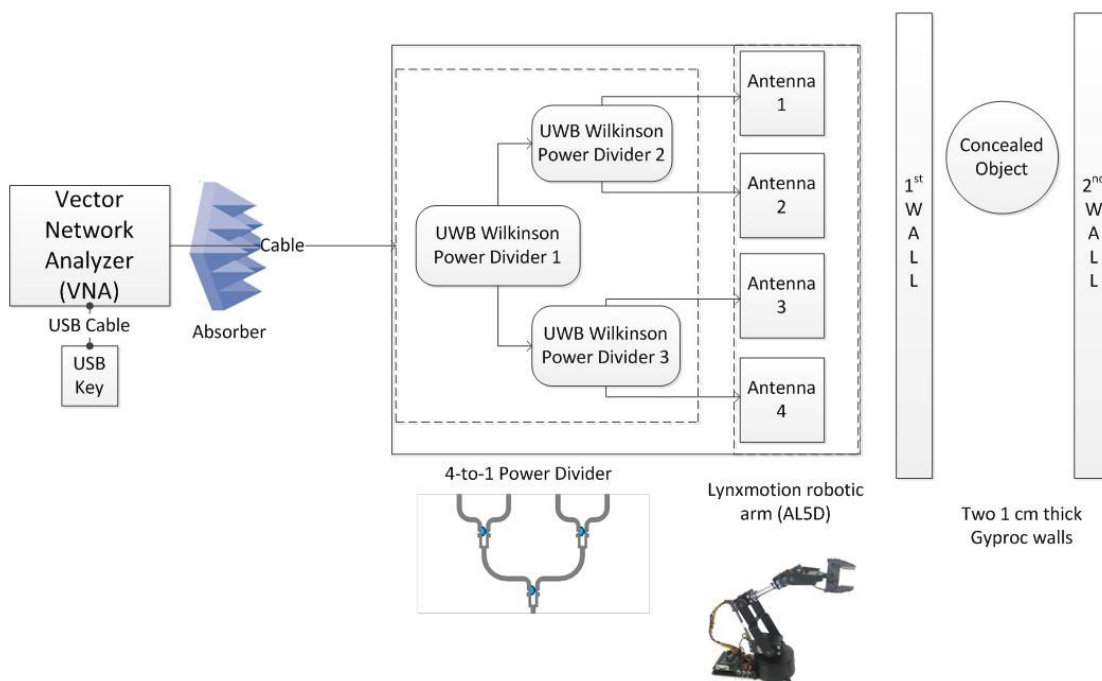 Vector
Network
Analyzer
(VNA)
USB Cable
USB
Key
Absorber
Cable
UWB Wilkinson
Power Divider 1
UWB Wilkinson
Power Divider 2
UWB Wilkinson
Power Divider 3
Antenna
1
Antenna
2
Antenna
3
Antenna
4
1st
W
A
L
L
Concealed
Object
2nd
W
A
L
L
4-to-1 Power Divider
Lynxmotion robotic
arm (AL5D)
Two 1 cm thick
Gyproc walls